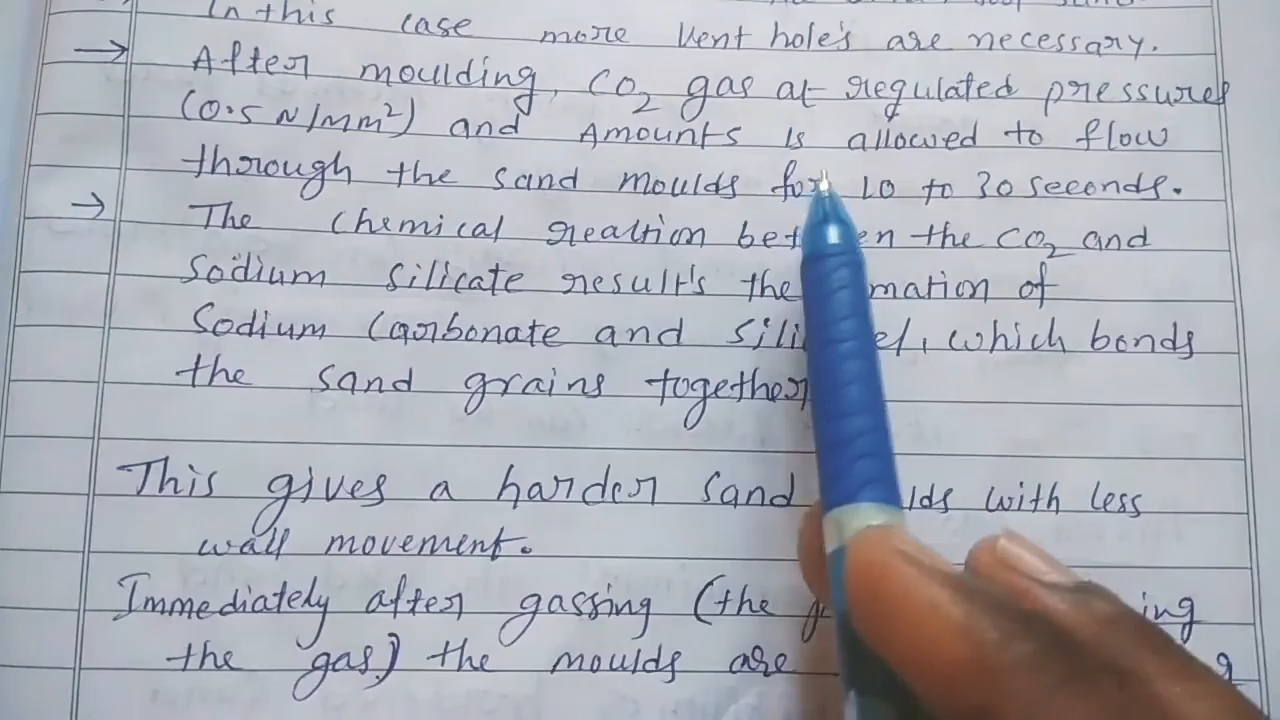 In this case more vent hole's are necessary.
→ After moulding, CO2 gas at regulated pressures
(0.5 N/mm²) and Amounts is allowed to flow
through the sand moulds for 10 to 30 seconds.
→ The chemical reaction between the CO2 and
Sodium silicate result's the mation of
Sodium Carbonate and sili el, which bonds
the sand grains together
This gives a harder sand lds with less
wall movement.
Immediately after gassing (the ing
the gas) the moulds are